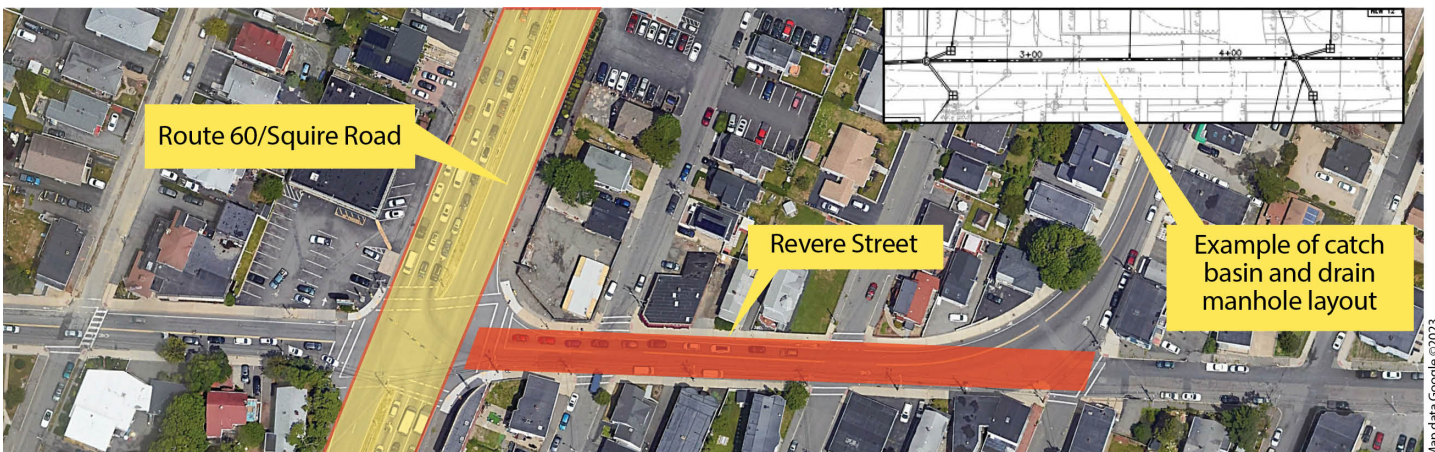 Route 60/Squire Road
Revere Street
3+00
4+00
Example of catch
basin and drain
manhole layout
Map data Google ©2023